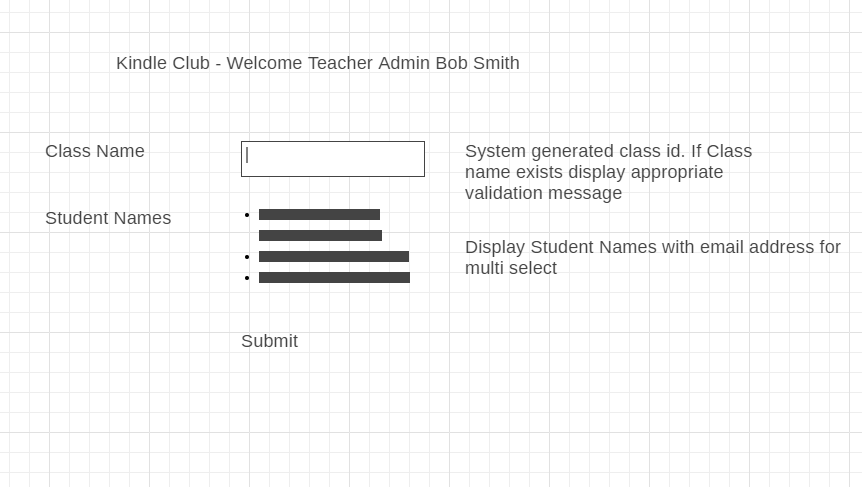 Kindle Club - Welcome Teacher Admin Bob Smith
Class Name
System generated class id. If Class
name exists display appropriate
validation message
Student Names
Display Student Names with email address for
multi select
Submit